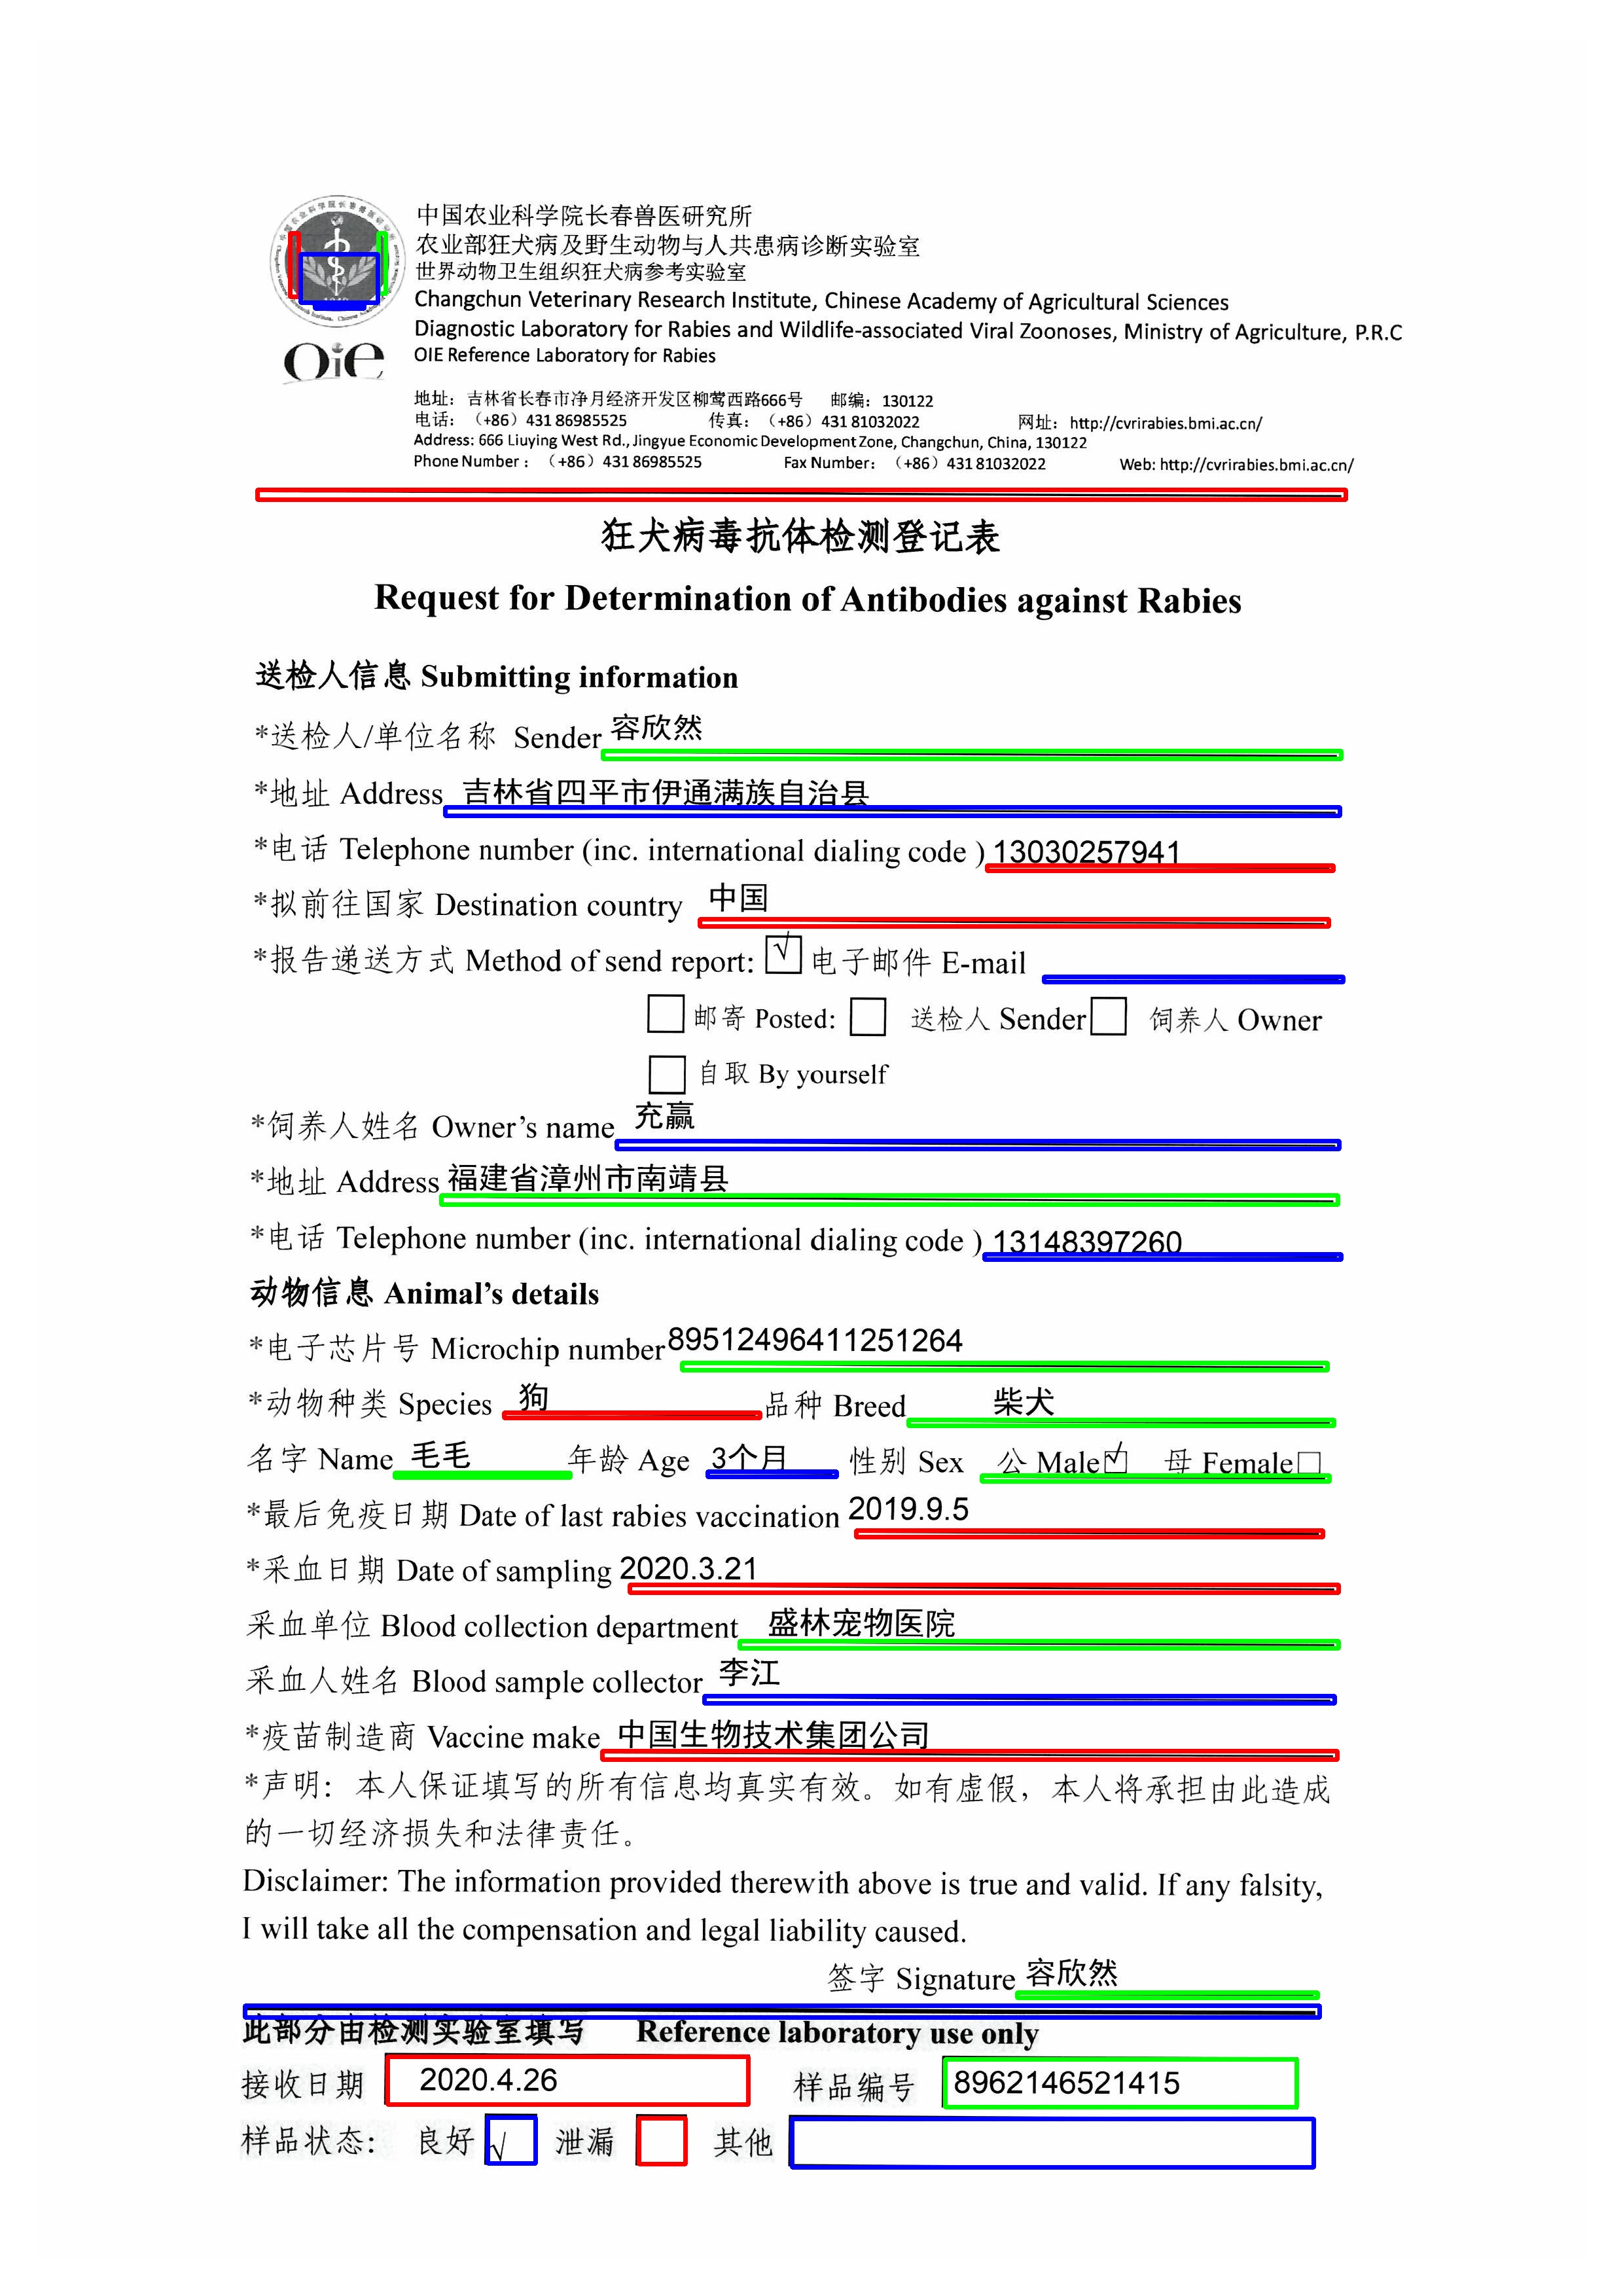 中国农业科学院长春兽医研究所
农业部狂犬病及野生动物与人共患病诊断实验室
世界动物卫生组织狂犬病参考实验室
Changchun Veterinary Research Institute, Chinese Academy of Agricultural Sciences
Diagnostic Laboratory for Rabies and Wildlife-associated Viral Zoonoses, Ministry of Agriculture, P.R.C
OIE Reference Laboratory for Rabies
Oie
地址：吉林省长春市净月经济开发区柳莺西路666号 邮编：130122
电话：（+86）431 86985525 传真：（+86）431 81032022 网址：http://cvrirabies.bmi.ac.cn/
Address: 666 Liuying West Rd., Jingyue Economic Development Zone, Changchun, China, 130122
Phone Number：（+86）431 86985525 Fax Number：（+86）431 81032022 Web: http://cvrirabies.bmi.ac.cn/
狂犬病毒抗体检测登记表
Request for Determination of Antibodies against Rabies
送检人信息 Submitting information
*送检人/单位名称 Sender 容欣然
*地址 Address 吉林省四平市伊通满族自治县
*电话 Telephone number (inc. international dialing code ) 13030257941
*拟前往国家 Destination country 中国
*报告递送方式 Method of send report: √ 电子邮件 E-mail
邮寄 Posted: 送检人 Sender 饲养人 Owner
自取 By yourself
*饲养人姓名 Owner’s name 充赢
*地址 Address 福建省漳州市南靖县
*电话 Telephone number (inc. international dialing code ) 13148397260
动物信息 Animal’s details
*电子芯片号 Microchip number 89512496411251264
*动物种类 Species 狗 品种 Breed 柴犬
名字 Name 毛毛 年龄 Age 3个月 性别 Sex 公 Male☑ 母 Female□
*最后免疫日期 Date of last rabies vaccination 2019.9.5
*采血日期 Date of sampling 2020.3.21
采血单位 Blood collection department 盛林宠物医院
采血人姓名 Blood sample collector 李江
*疫苗制造商 Vaccine make 中国生物技术集团公司
*声明：本人保证填写的所有信息均真实有效。如有虚假，本人将承担由此造成
的一切经济损失和法律责任。
Disclaimer: The information provided therewith above is true and valid. If any falsity,
I will take all the compensation and legal liability caused.
签字 Signature 容欣然
此部分由检测实验室填写 Reference laboratory use only
接收日期 2020.4.26 样品编号 8962146521415
样品状态： 良好 √ 泄漏 其他